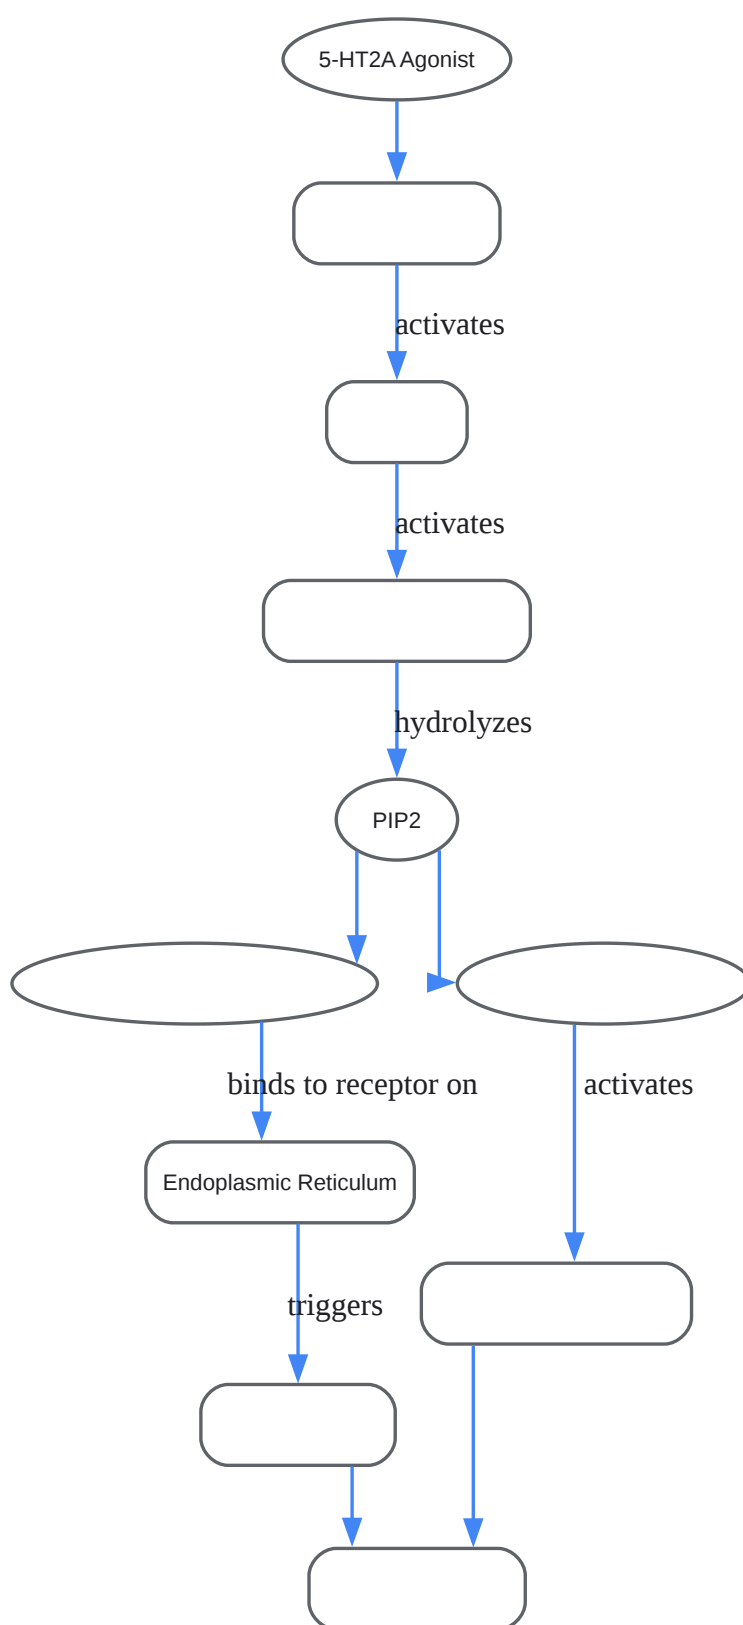 5-HT2A Agonist
activates
activates
hydrolyzes
PIP2
binds to receptor on
activates
Endoplasmic Reticulum
triggers